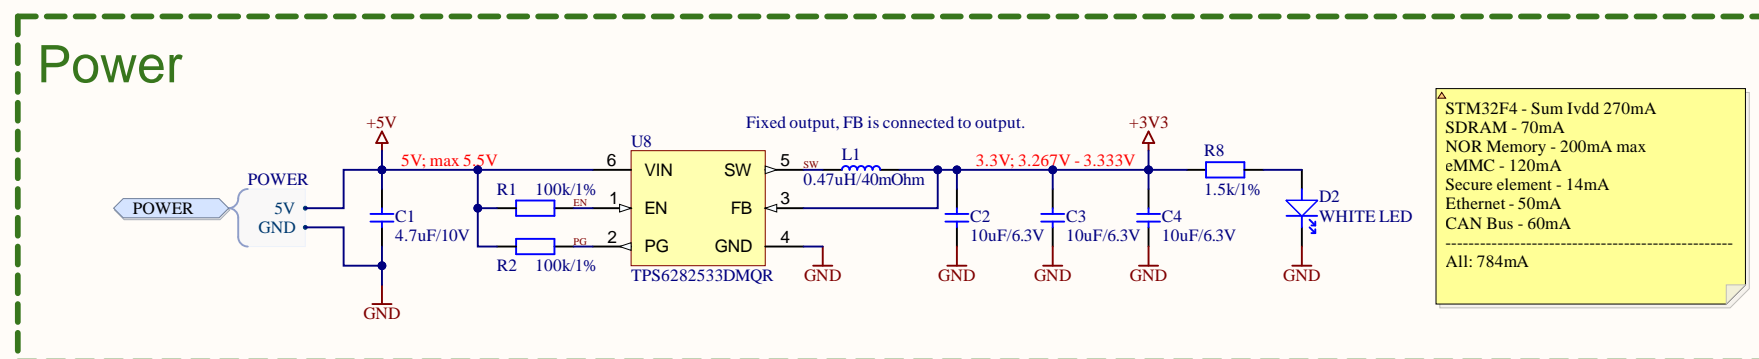 Power
POWER
POWER
5V
GND
+5V
C1
4.7uF/10V
GND
5V; max 5.5V
R1
100k/1%
EN
R2
100k/1%
PG
U8
6
VIN
1
EN
2
PG
SW
5
FB
3
GND
4
TPS6282533DMQR
GND
Fixed output, FB is connected to output.
SW
L1
0.47uH/40mOhm
3.3V; 3.267V - 3.333V
+3V3
C2
10uF/6.3V
GND
C3
10uF/6.3V
GND
C4
10uF/6.3V
GND
R8
1.5k/1%
D2
WHITE LED
GND
STM32F4 - Sum Ivdd 270mA
SDRAM - 70mA
NOR Memory - 200mA max
eMMC - 120mA
Secure element - 14mA
Ethernet - 50mA
CAN Bus - 60mA
--------------------------------------------------
All: 784mA